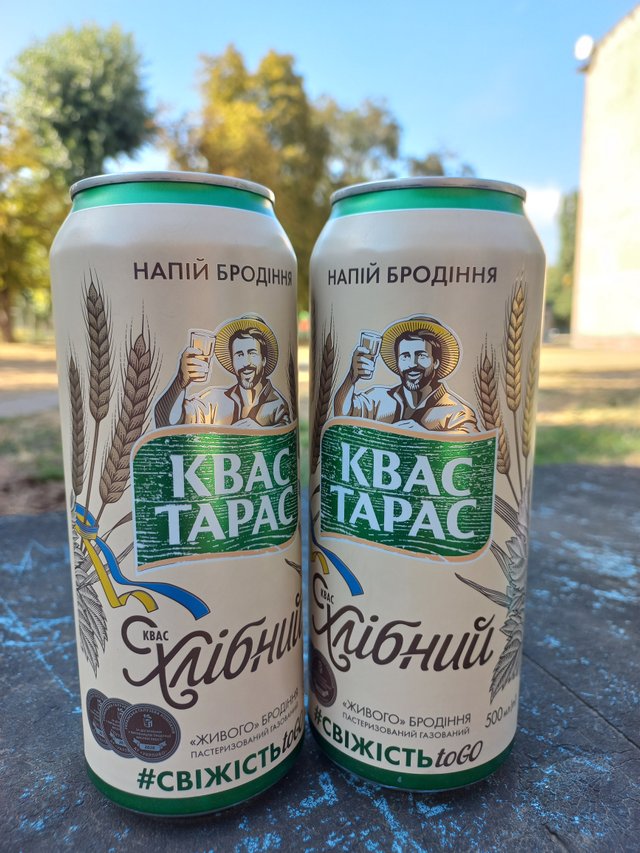 НАПІЙ БРОДІННЯ
КВАС
ТАРАС
КВАС
Хлібний
«ЖИВОГО» БРОДІННЯ
ПАСТЕРИЗОВАНИЙ ГАЗОВАНИЙ
#СВІЖІСТЬtoGO
НАПІЙ БРОДІННЯ
КВАС
ТАРАС
КВАС
Хлібний
«ЖИВОГО» БРОДІННЯ
ПАСТЕРИЗОВАНИЙ ГАЗОВАНИЙ
500 мл
#СВІЖІСТЬtoGO